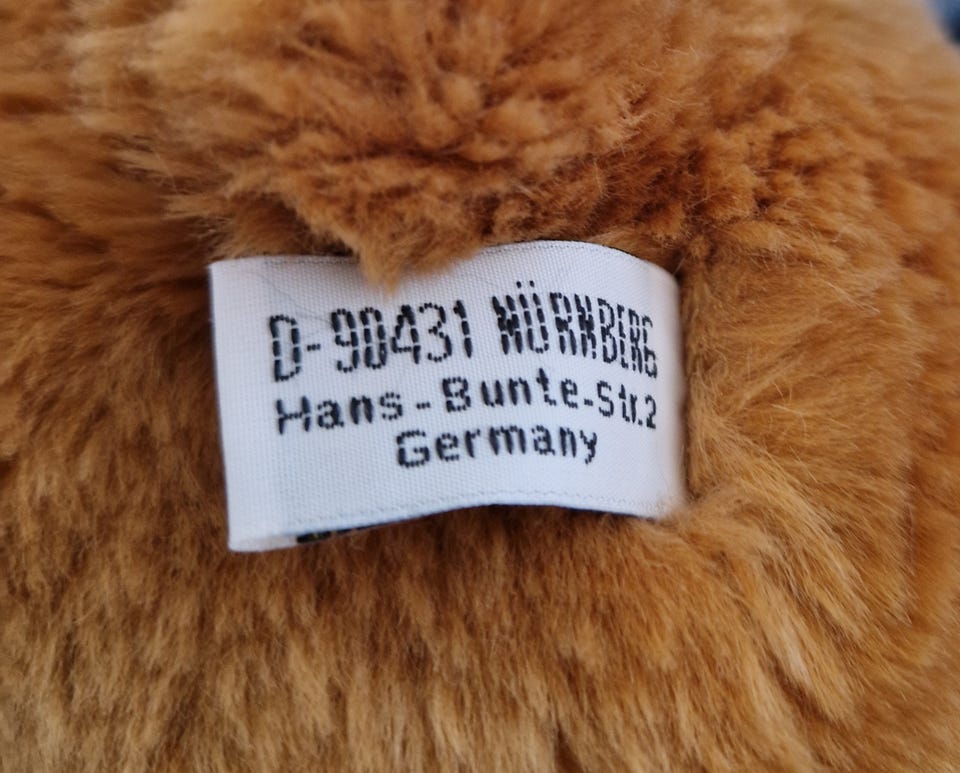 D-90431 NÜRNBERG
Hans-Bunte-Str.2
Germany